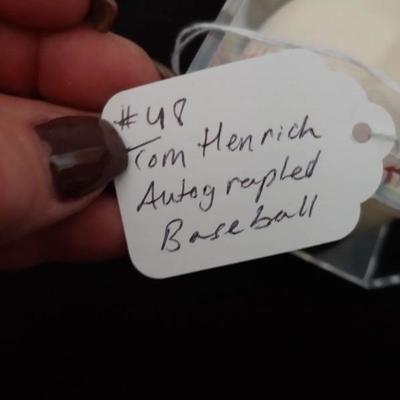 #48
Tom Henrich
Autographed
Baseball